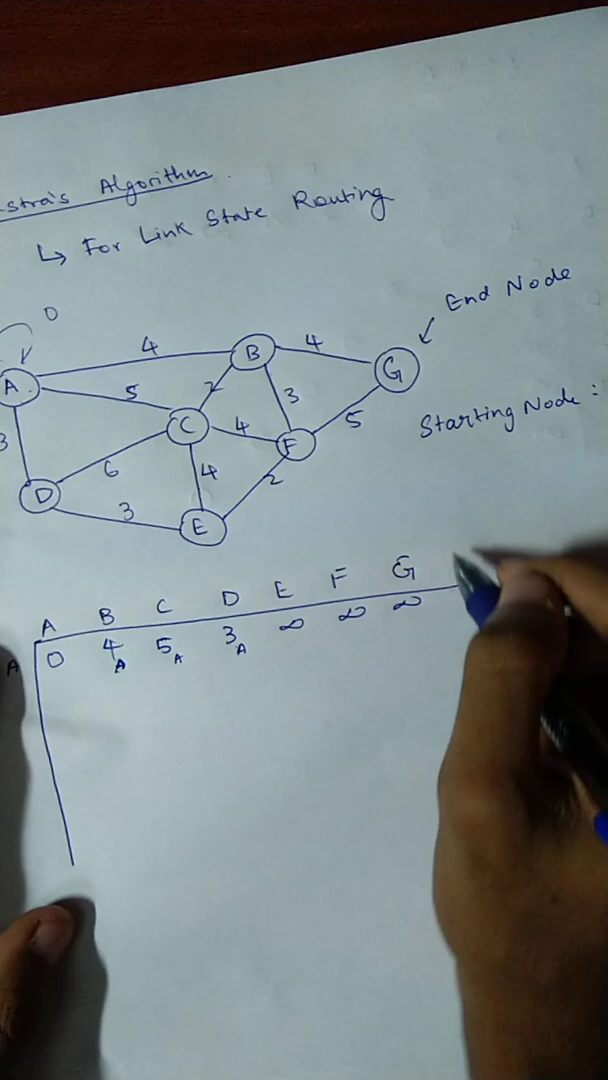 stra's Algorithm
↳ For Link State Routing
End Node
0
4
B
4
G
A
5
2
3
Starting Node :
C
4
F
5
3
6
4
2
D
3
E
A B C D E F G
A 0 4A 5A 3A ∞ ∞ ∞